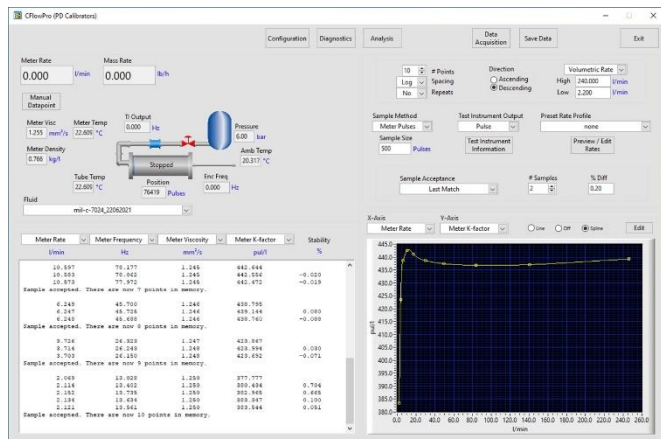 CFlowPro (PD Calibrators)
Configuration Diagnostics Analysis Data Acquisition Save Data Exit
Meter Rate Mass Rate
0.000 l/min 0.000 lb/h
Manual Datapoint
Meter Visc Meter Temp TI Output
1.255 mm²/s 22.609 °C 0.000 Hz
Pressure
6.00 bar
Meter Density
0.766 kg/l
Amb Temp
20.317 °C
Stopped
Tube Temp Position Enc Freq
22.609 °C 76419 Pulses 0.000 Hz
Fluid
mil-c-7024_22062021
10 # Points
Log Spacing
No Repeats
Direction
Ascending
Descending
Volumetric Rate
High 240.000 l/min
Low 2.200 l/min
Sample Method Test Instrument Output Preset Rate Profile
Meter Pulses Pulse none
Sample Size
500 Pulses
Test Instrument Information
Preview / Edit Rates
Sample Acceptance # Samples % Diff
Last Match 2 0.20
X-Axis Y-Axis
Meter Rate Meter K-factor Line Off Spline Edit
Meter Rate Meter Frequency Meter Viscosity Meter K-factor Stability
l/min Hz mm²/s pul/l %
10.597 78.177 1.245 442.644
10.583 78.062 1.245 442.556 -0.020
10.573 77.972 1.245 442.472 -0.019
Sample accepted. There are now 7 points in memory.
6.249 45.700 1.246 438.795
6.247 45.725 1.246 439.144 0.080
6.240 45.688 1.246 438.760 -0.088
Sample accepted. There are now 8 points in memory.
3.726 26.323 1.247 423.867
3.714 26.243 1.248 423.994 0.030
3.703 26.150 1.248 423.692 -0.071
Sample accepted. There are now 9 points in memory.
2.069 13.028 1.250 377.777
2.114 13.402 1.250 380.434 0.704
2.152 13.735 1.250 382.965 0.665
2.134 13.634 1.250 383.347 0.100
2.121 13.561 1.250 383.544 0.051
Sample accepted. There are now 10 points in memory.
445.0
440.0
435.0
430.0
425.0
420.0
415.0
410.0
405.0
400.0
395.0
390.0
385.0
380.0
pul/l
0.0 20.0 40.0 60.0 80.0 100.0 120.0 140.0 160.0 180.0 200.0 220.0 240.0 260.0
l/min